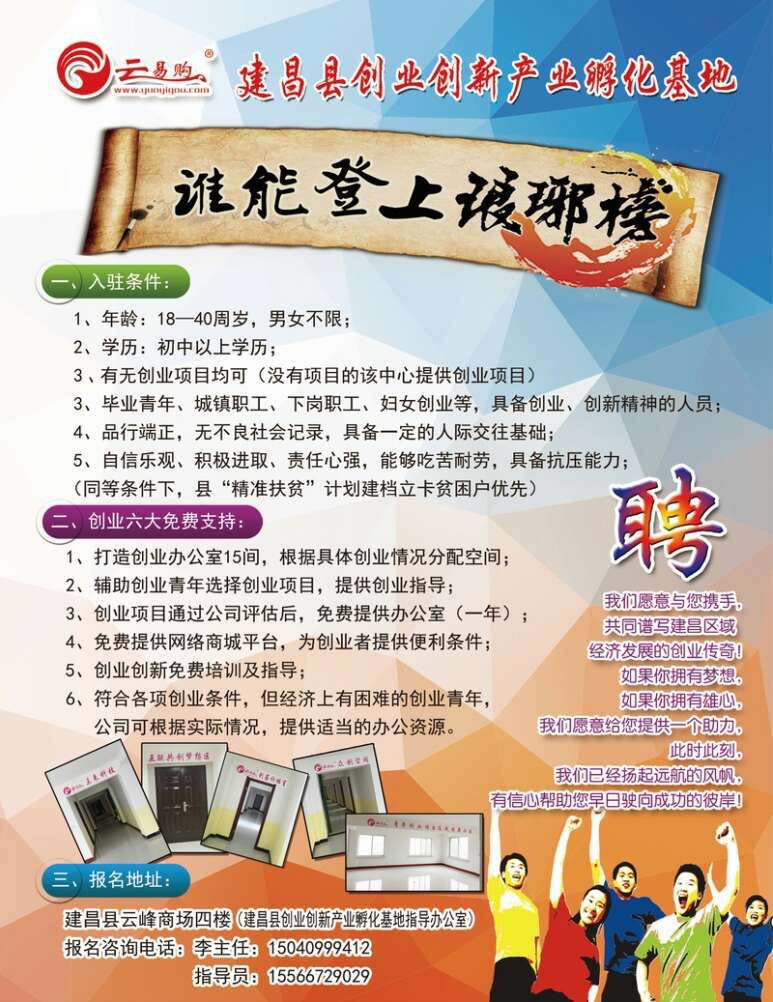 云易购®
www.yunyigou.com
建昌县创业创新产业孵化基地
谁能登上琅琊榜
一、入驻条件：
1、年龄：18—40周岁，男女不限；
2、学历：初中以上学历；
3、有无创业项目均可（没有项目的该中心提供创业项目）
3、毕业青年、城镇职工、下岗职工、妇女创业等，具备创业、创新精神的人员；
4、品行端正，无不良社会记录，具备一定的人际交往基础；
5、自信乐观、积极进取、责任心强，能够吃苦耐劳，具备抗压能力；
（同等条件下，县“精准扶贫”计划建档立卡贫困户优先）
二、创业六大免费支持：
1、打造创业办公室15间，根据具体创业情况分配空间；
2、辅助创业青年选择创业项目，提供创业指导；
3、创业项目通过公司评估后，免费提供办公室（一年）；
4、免费提供网络商城平台，为创业者提供便利条件；
5、创业创新免费培训及指导；
6、符合各项创业条件，但经济上有困难的创业青年，
公司可根据实际情况，提供适当的办公资源。
聘
我们愿意与您携手，
共同谱写建昌区域
经济发展的创业传奇！
如果你拥有梦想，
如果你拥有雄心，
我们愿意给您提供一个助力，
此时此刻，
我们已经扬起远航的风帆，
有信心帮助您早日驶向成功的彼岸！
互联共创梦想送
众创空间
三、报名地址：
建昌县云峰商场四楼（建昌县创业创新产业孵化基地指导办公室）
报名咨询电话：李主任：15040999412
指导员：15566729029